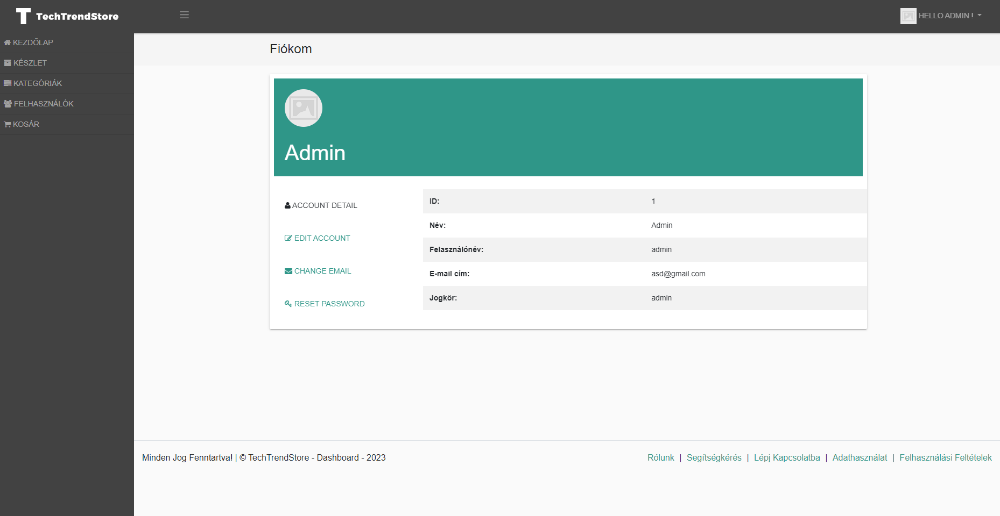 TechTrendStore
HELLO ADMIN !
KEZDŐLAP
KÉSZLET
KATEGÓRIÁK
FELHASZNÁLÓK
KOSÁR
Fiókom
Admin
ACCOUNT DETAIL
EDIT ACCOUNT
CHANGE EMAIL
RESET PASSWORD
ID: 1
Név: Admin
Felasználónév: admin
E-mail cím: asd@gmail.com
Jogkör: admin
Minden Jog Fenntartva! | © TechTrendStore - Dashboard - 2023
Rólunk | Segítségkérés | Lépj Kapcsolatba | Adathasználat | Felhasználási Feltételek